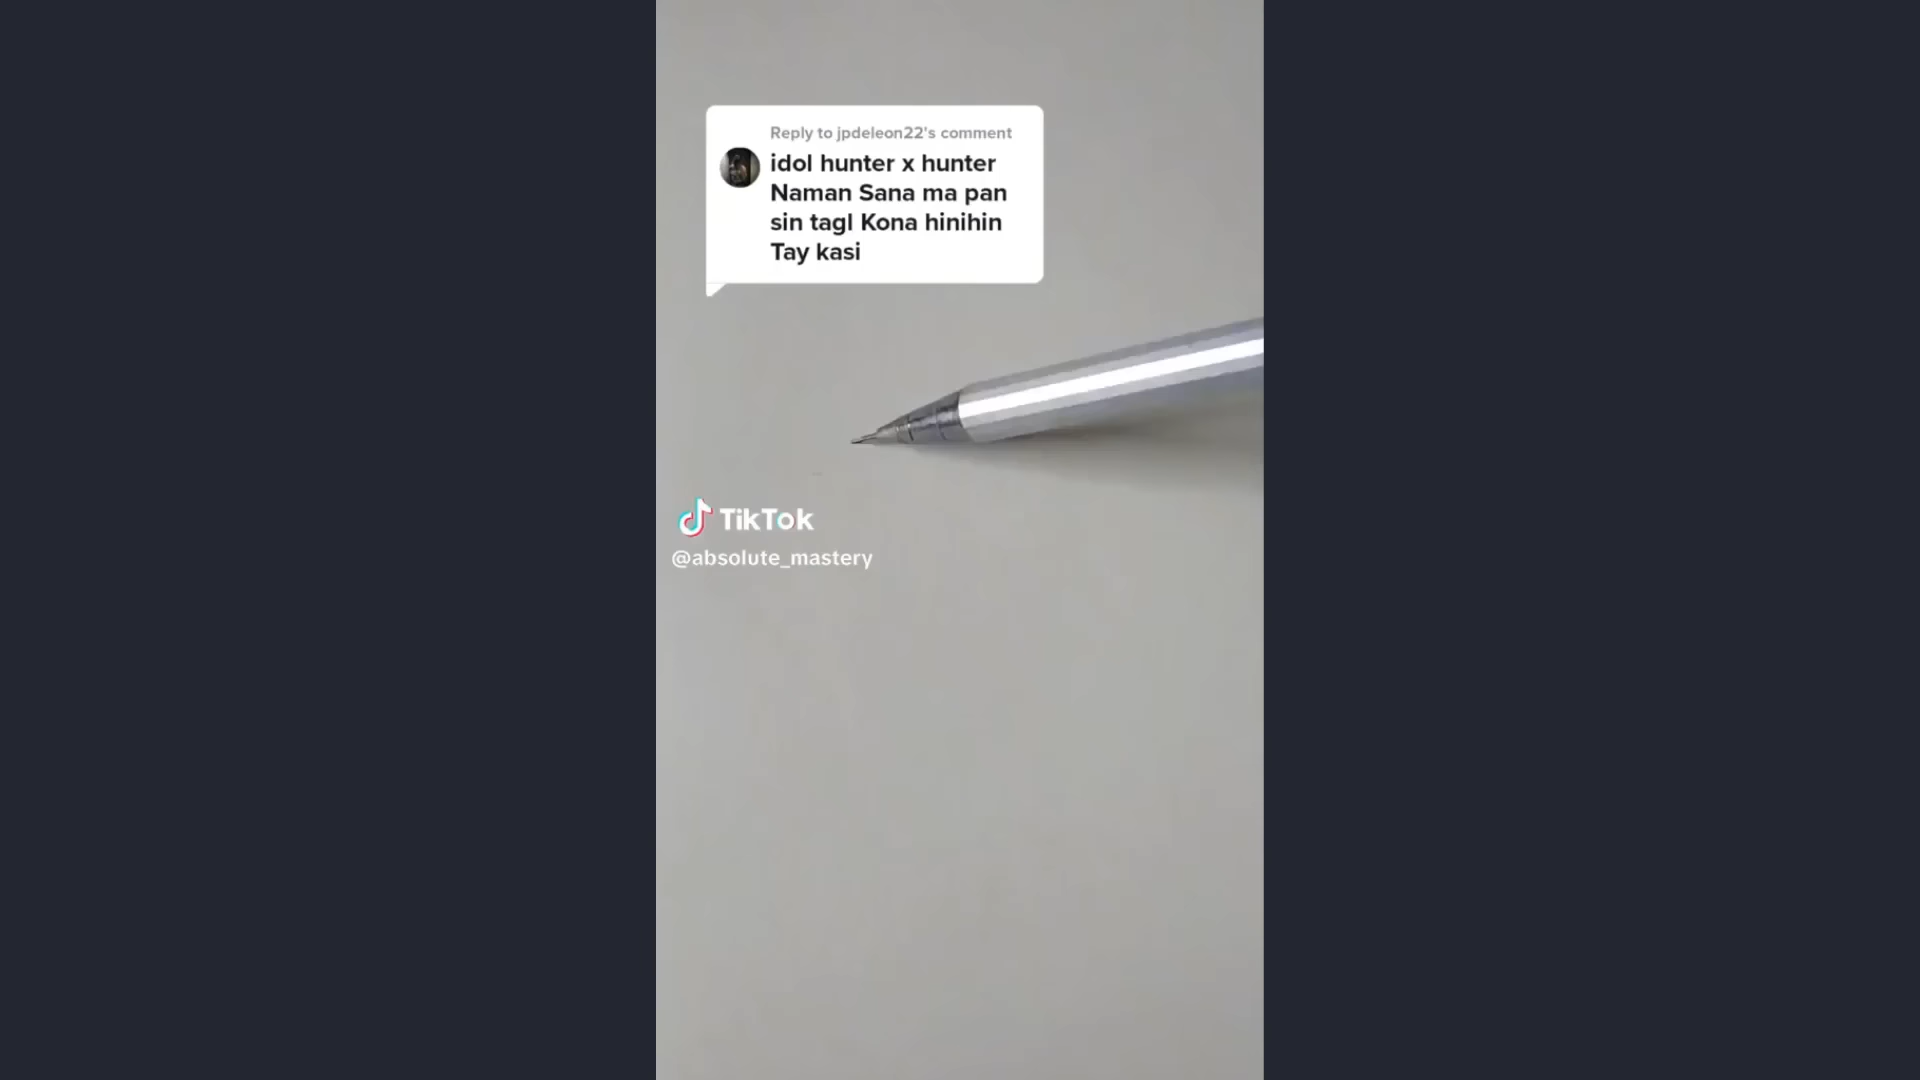 Reply to jpdeleon22's comment
idol hunter x hunter
Naman Sana ma pan
sin tagl Kona hinihin
Tay kasi
TikTok
@absolute_mastery